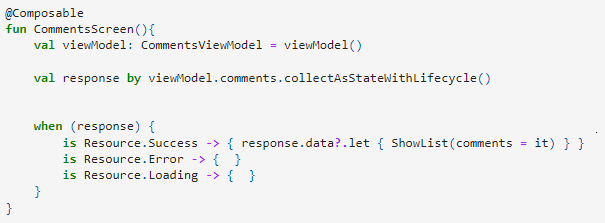 @Composable
fun CommentsScreen(){
    val viewModel: CommentsViewModel = viewModel()
    val response by viewModel.comments.collectAsStateWithLifecycle()
    when (response) {
        is Resource.Success -> { response.data?.let { ShowList(comments = it) } }
        is Resource.Error -> {  }
        is Resource.Loading -> {  }
    }
}